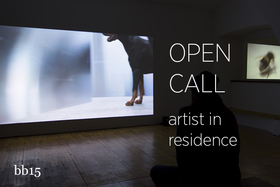 OPEN
CALL
artist in
residence
bb15